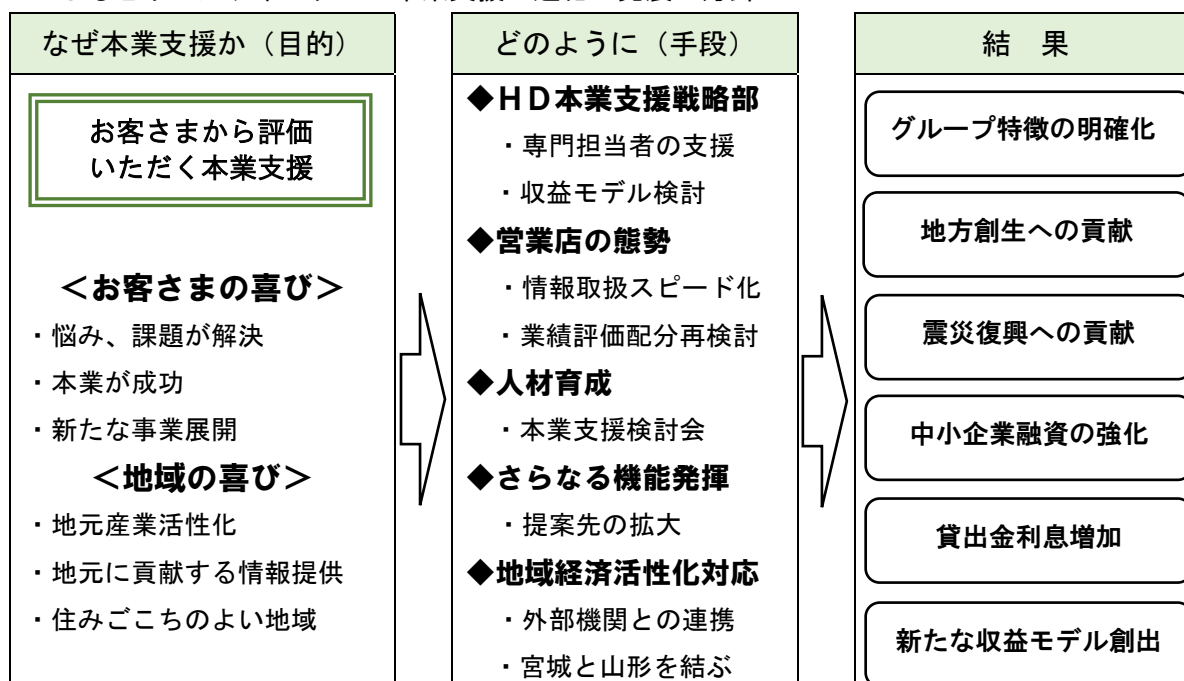 なぜ本業支援か（目的）
お客さまから評価
いただく本業支援
＜お客さまの喜び＞
・悩み、課題が解決
・本業が成功
・新たな事業展開
＜地域の喜び＞
・地元産業活性化
・地元に貢献する情報提供
・住みごこちのよい地域
どのように（手段）
◆ＨＤ本業支援戦略部
・専門担当者の支援
・収益モデル検討
◆営業店の態勢
・情報取扱スピード化
・業績評価配分再検討
◆人材育成
・本業支援検討会
◆さらなる機能発揮
・提案先の拡大
◆地域経済活性化対応
・外部機関との連携
・宮城と山形を結ぶ
結　果
グループ特徴の明確化
地方創生への貢献
震災復興への貢献
中小企業融資の強化
貸出金利息増加
新たな収益モデル創出